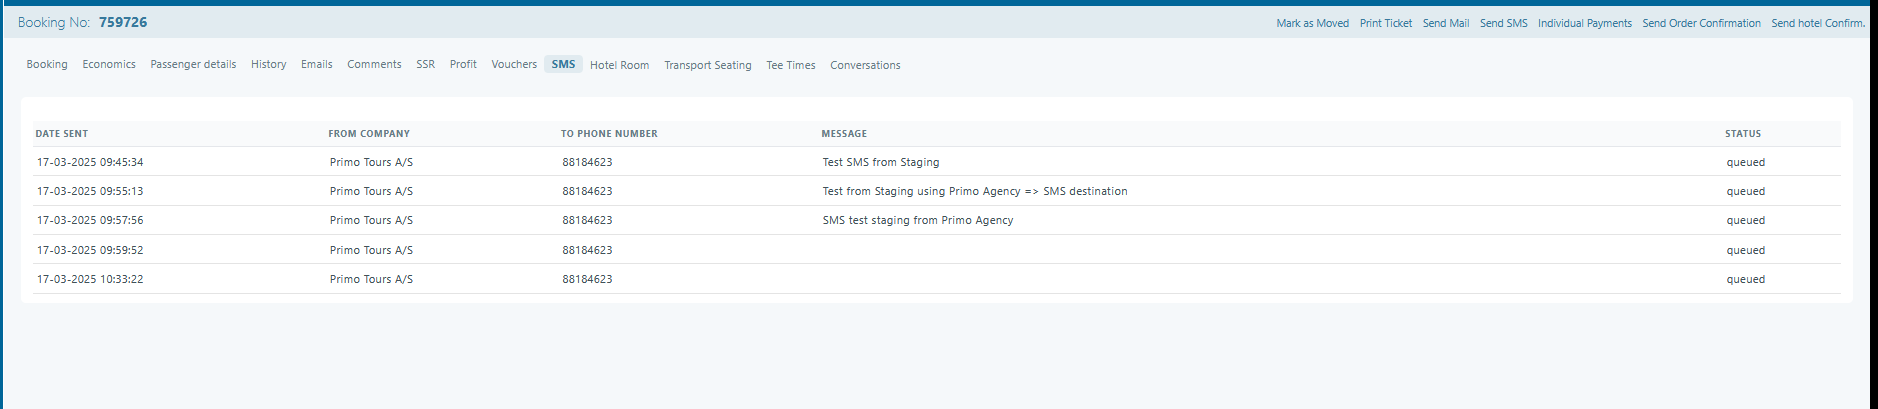 Booking No: 759726 Mark as Moved Print Ticket Send Mail Send SMS Individual Payments Send Order Confirmation Send hotel Confirm.
Booking Economics Passenger details History Emails Comments SSR Profit Vouchers SMS Hotel Room Transport Seating Tee Times Conversations
DATE SENT FROM COMPANY TO PHONE NUMBER MESSAGE STATUS
17-03-2025 09:45:34 Primo Tours A/S 88184623 Test SMS from Staging queued
17-03-2025 09:55:13 Primo Tours A/S 88184623 Test from Staging using Primo Agency => SMS destination queued
17-03-2025 09:57:56 Primo Tours A/S 88184623 SMS test staging from Primo Agency queued
17-03-2025 09:59:52 Primo Tours A/S 88184623 queued
17-03-2025 10:33:22 Primo Tours A/S 88184623 queued